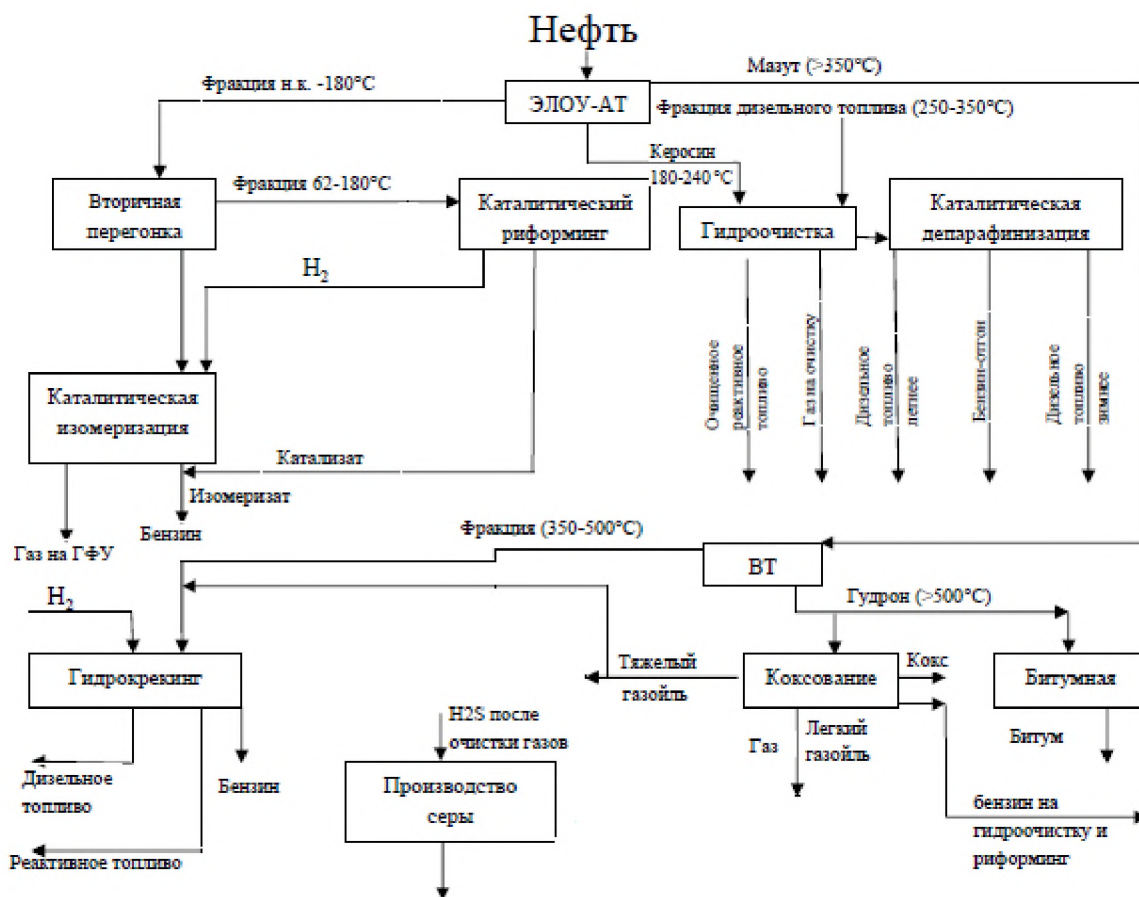 Нефть
Мазут (>350°С)
Фракция н.к. -180°С
ЭЛОУ-АТ
Фракция дизельного топлива (250-350°С)
Керосин
180-240 °С
Фракция 62-180°С
Вторичная
перегонка
Каталитический
риформинг
Гидроочистка
Каталитическая
депарафинизация
H2
Очищенное
реактивное
топливо
Газ на очистку
Дизельное
топливо
летнее
Бензин-отгон
Дизельное
топливо
зимнее
Каталитическая
изомеризация
Катализат
Изомеризат
Бензин
Газ на ГФУ
Фракция (350-500°С)
ВТ
H2
Гудрон (>500°С)
Гидрокрекинг
Тяжелый
газойль
Коксование
Кокс
Битумная
H2S после
очистки газов
Газ
Легкий
газойль
Битум
Дизельное
топливо
Бензин
Производство
серы
бензин на
гидроочистку и
риформинг
Реактивное топливо